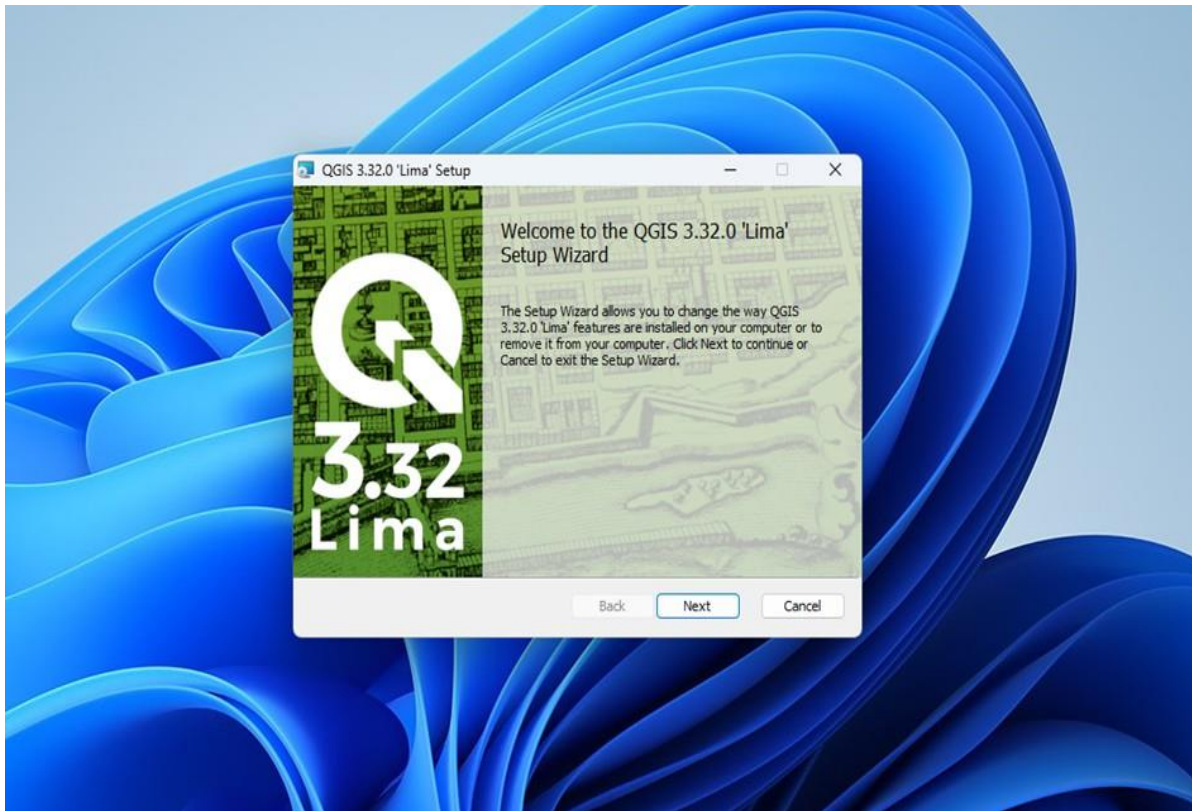 QGIS 3.32.0 'Lima' Setup
Welcome to the QGIS 3.32.0 'Lima'
Setup Wizard
The Setup Wizard allows you to change the way QGIS
3.32.0 'Lima' features are installed on your computer or to
remove it from your computer. Click Next to continue or
Cancel to exit the Setup Wizard.
3.32
Lima
Back Next Cancel